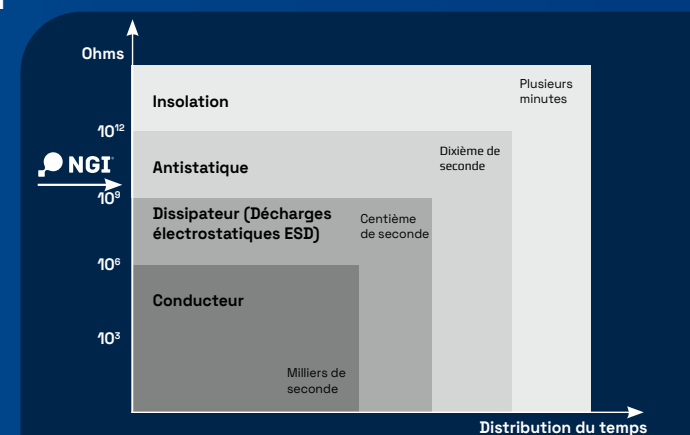 Ohms
Plusieurs
minutes
Insolation
10¹²
Dixième de
seconde
NGI
Antistatique
10⁹
Dissipateur (Décharges
électrostatiques ESD)
Centième
de seconde
10⁶
Conducteur
10³
Milliers de
seconde
Distribution du temps